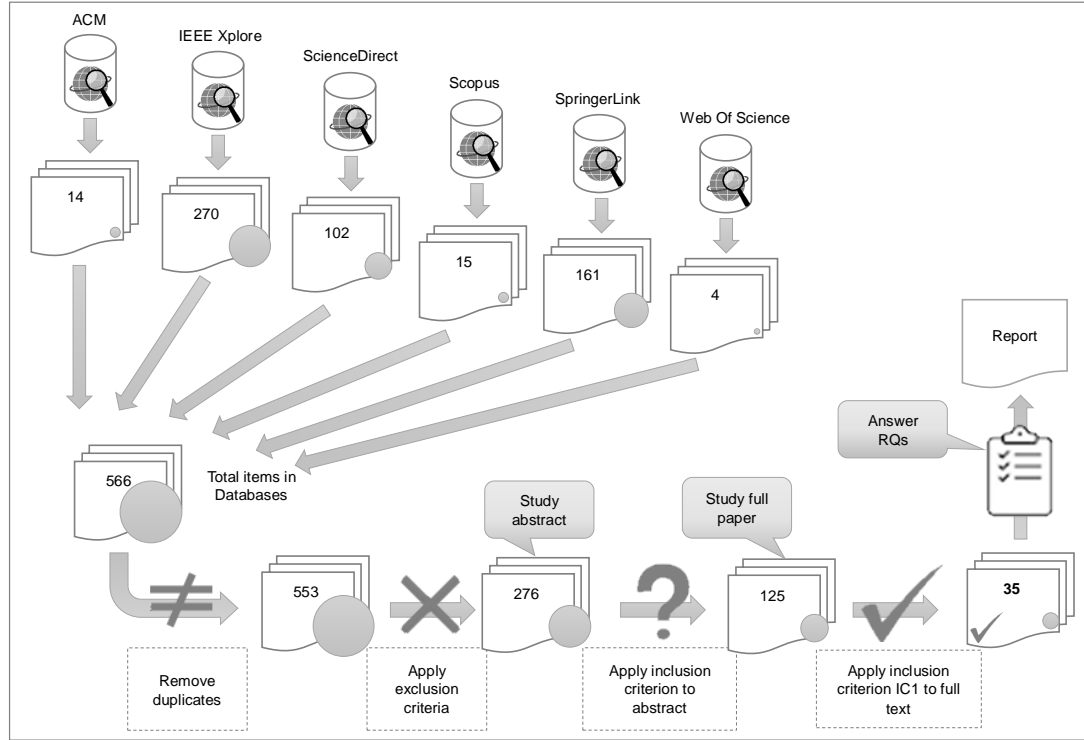 ACM
IEEE Xplore
ScienceDirect
Scopus
SpringerLink
Web Of Science
14
270
102
15
161
4
Report
Answer
RQs
566
Total items in
Databases
Study
abstract
Study full
paper
553
276
125
35
Remove
duplicates
Apply
exclusion
criteria
Apply inclusion
criterion to
abstract
Apply inclusion
criterion IC1 to full
text